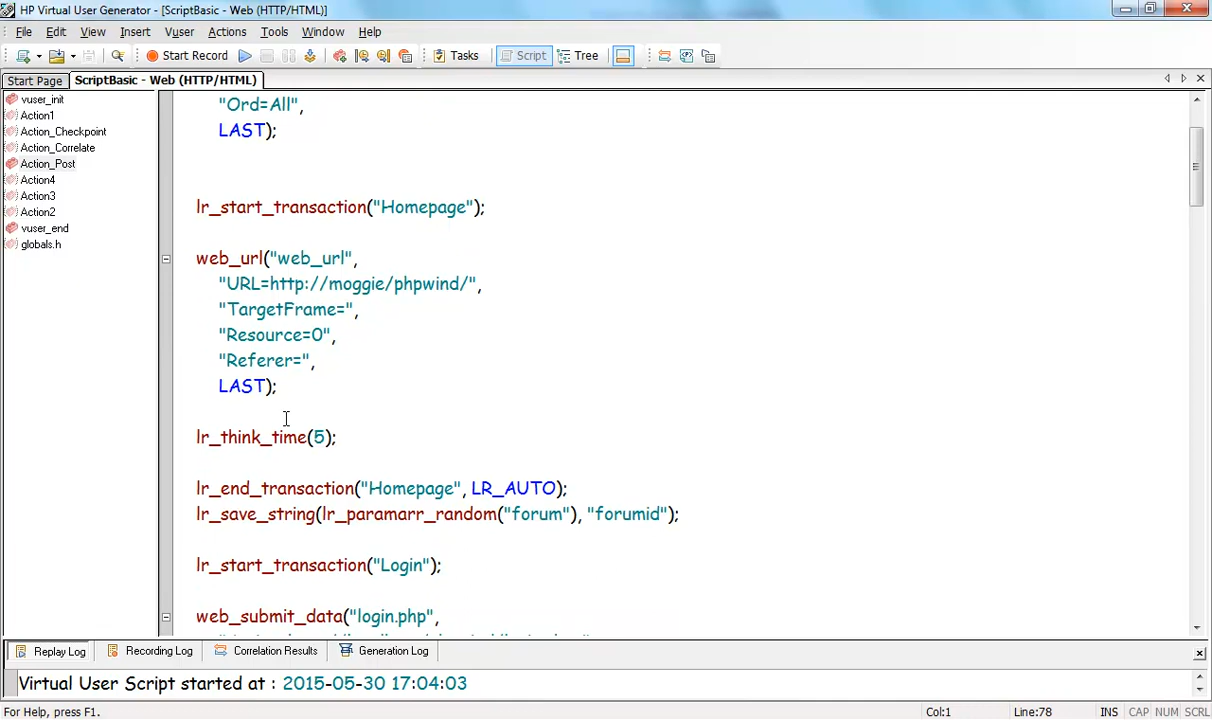 HP Virtual User Generator - [ScriptBasic - Web (HTTP/HTML)]
File Edit View Insert Vuser Actions Tools Window Help
Start Record Tasks Script Tree
Start Page ScriptBasic - Web (HTTP/HTML)
vuser_init
Action1
Action_Checkpoint
Action_Correlate
Action_Post
Action4
Action3
Action2
vuser_end
globals.h
"Ord=All",
LAST);
lr_start_transaction("Homepage");
web_url("web_url",
"URL=http://moggie/phpwind/",
"TargetFrame=",
"Resource=0",
"Referer=",
LAST);
lr_think_time(5);
lr_end_transaction("Homepage", LR_AUTO);
lr_save_string(lr_paramarr_random("forum"), "forumid");
lr_start_transaction("Login");
web_submit_data("login.php",
Replay Log Recording Log Correlation Results Generation Log
Virtual User Script started at : 2015-05-30 17:04:03
For Help, press F1. Col:1 Line:78 INS CAP NUM SCRL